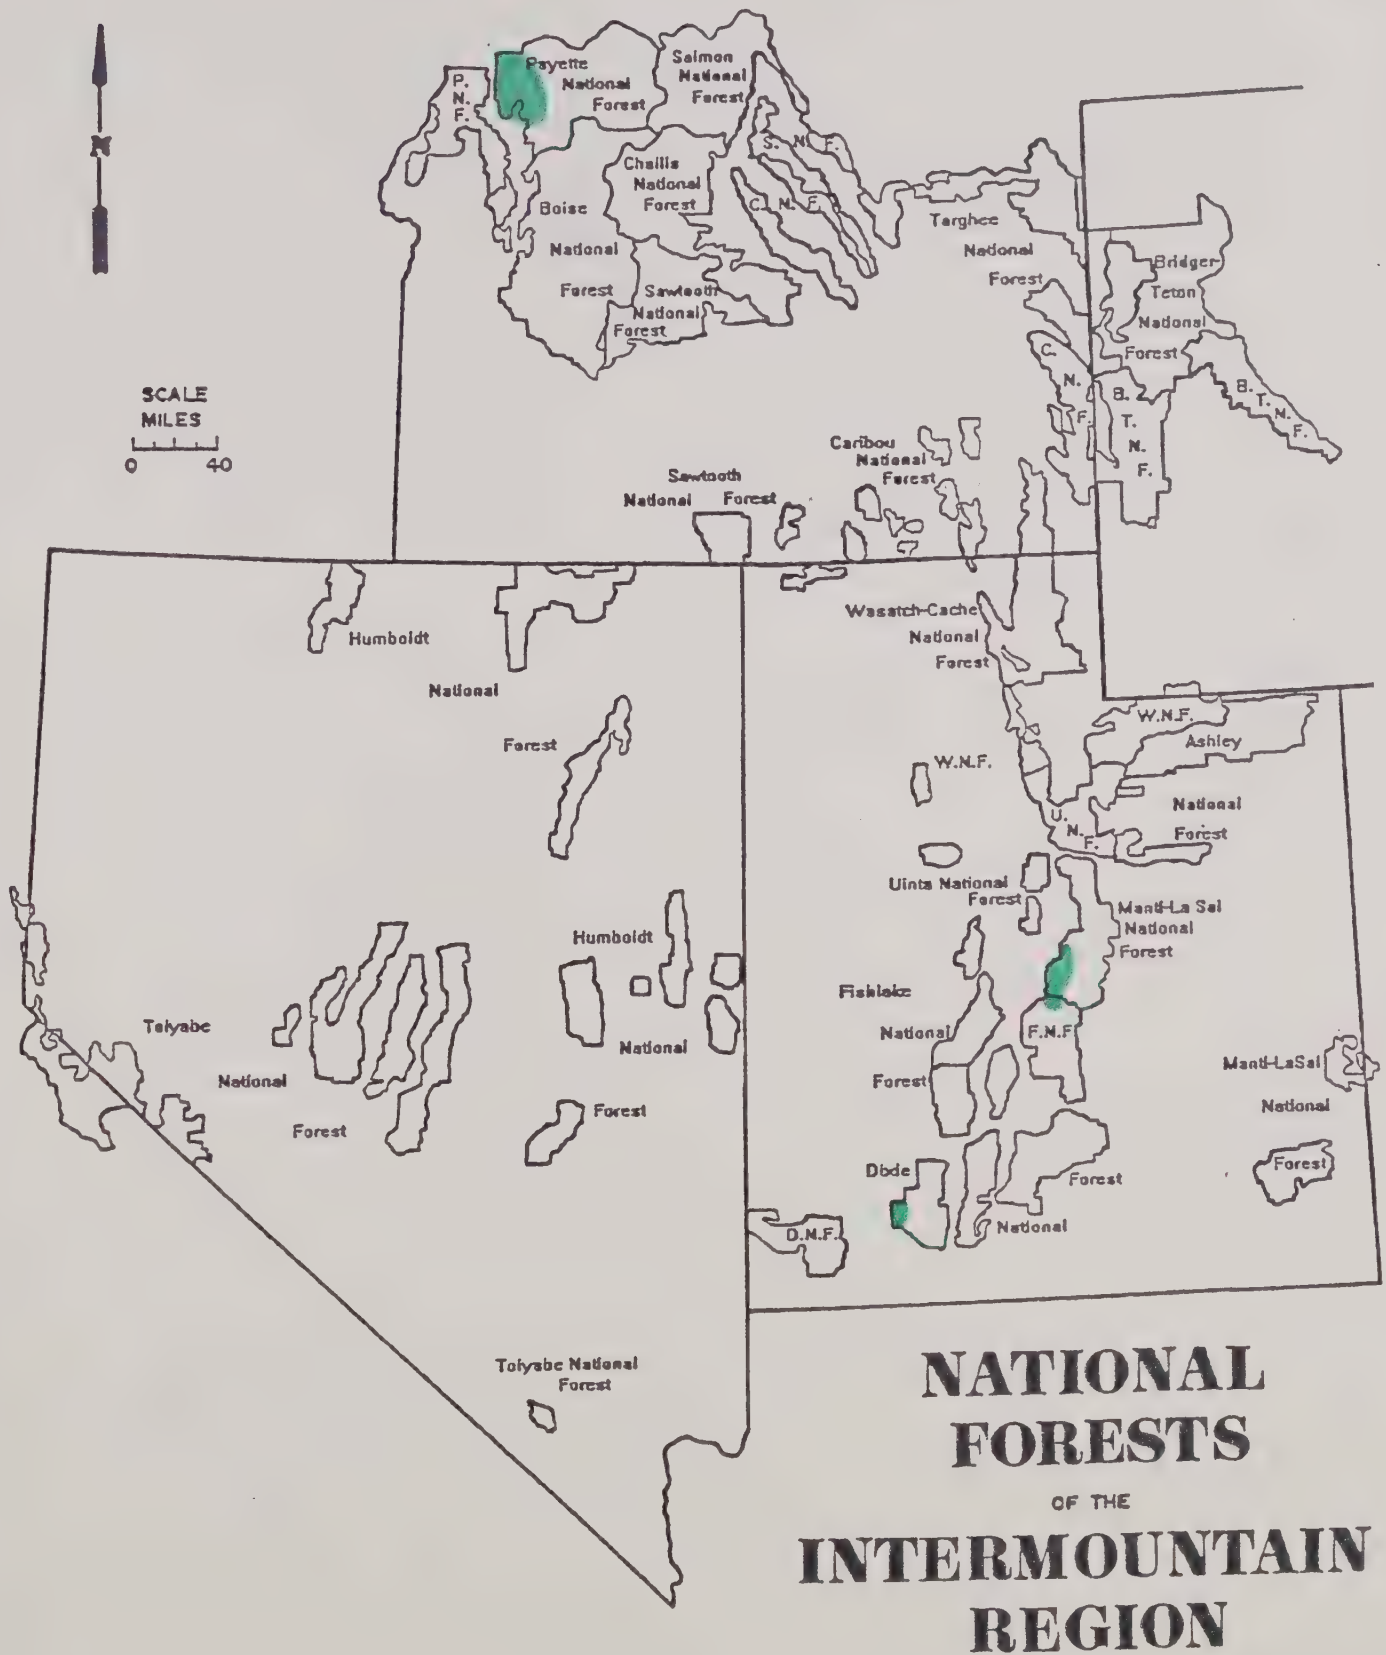 Payette
National
Forest
Salmon
National
Forest
P.
N.
F.
S. N. F.
Challis
National
Forest
C. N. F.
Boise
National
Forest
Sawtooth
National
Forest
Targhee
National
Forest
Bridger-
Teton
National
Forest
C.
N.
F.
B.
T.
N.
F.
B.
T.
N.
F.
N
SCALE
MILES
0 40
Caribou
National
Forest
Sawtooth
National Forest
Humboldt
National
Forest
Wasatch-Cache
National
Forest
W.N.F.
Ashley
National
Forest
W.N.F.
U.
N.
F.
Uinta National
Forest
Manti-La Sal
National
Forest
Humboldt
National
Forest
Fishlake
National
Forest
F.N.F.
Toiyabe
National
Forest
Manti-LaSal
National
Forest
Dixie
National
Forest
D.N.F.
Toiyabe National
Forest
NATIONAL
FORESTS
OF THE
INTERMOUNTAIN
REGION